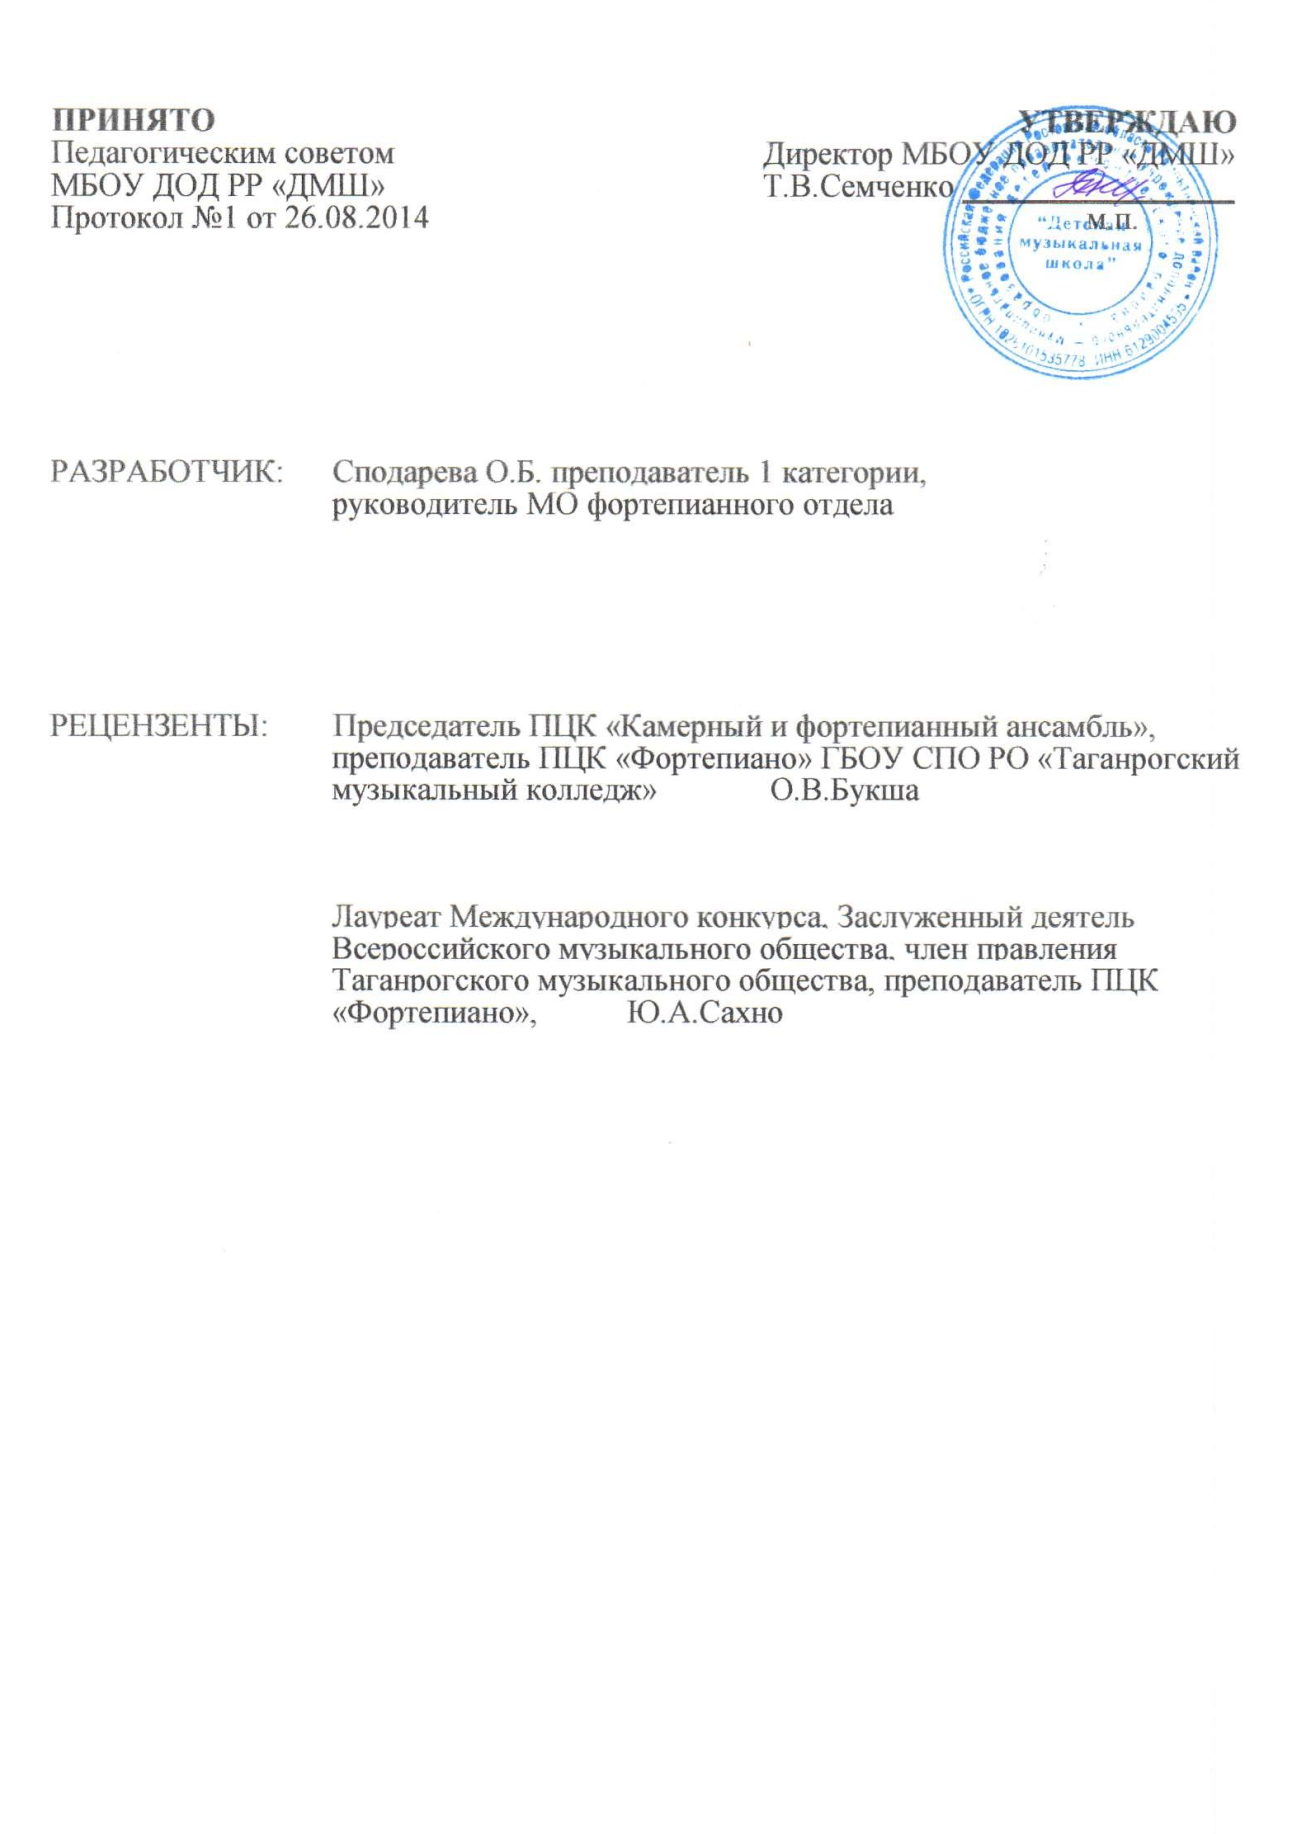 ПРИНЯТО
Педагогическим советом
МБОУ ДОД РР «ДМШ»
Протокол №1 от 26.08.2014
УТВЕРЖДАЮ
Директор МБОУ ДОД РР «ДМШ»
Т.В.Семченко
М.П.
"Детская
музыкальная
школа"
ИНН 6129004535
РАЗРАБОТЧИК: Сподарева О.Б. преподаватель 1 категории,
руководитель МО фортепианного отдела
РЕЦЕНЗЕНТЫ: Председатель ПЦК «Камерный и фортепианный ансамбль»,
преподаватель ПЦК «Фортепиано» ГБОУ СПО РО «Таганрогский
музыкальный колледж» О.В.Букша
Лауреат Международного конкурса, Заслуженный деятель
Всероссийского музыкального общества, член правления
Таганрогского музыкального общества, преподаватель ПЦК
«Фортепиано», Ю.А.Сахно